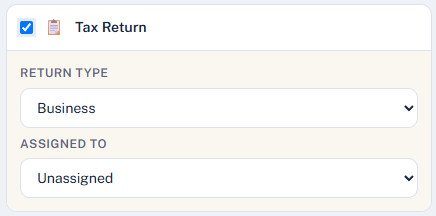 Tax Return
RETURN TYPE
Business
ASSIGNED TO
Unassigned